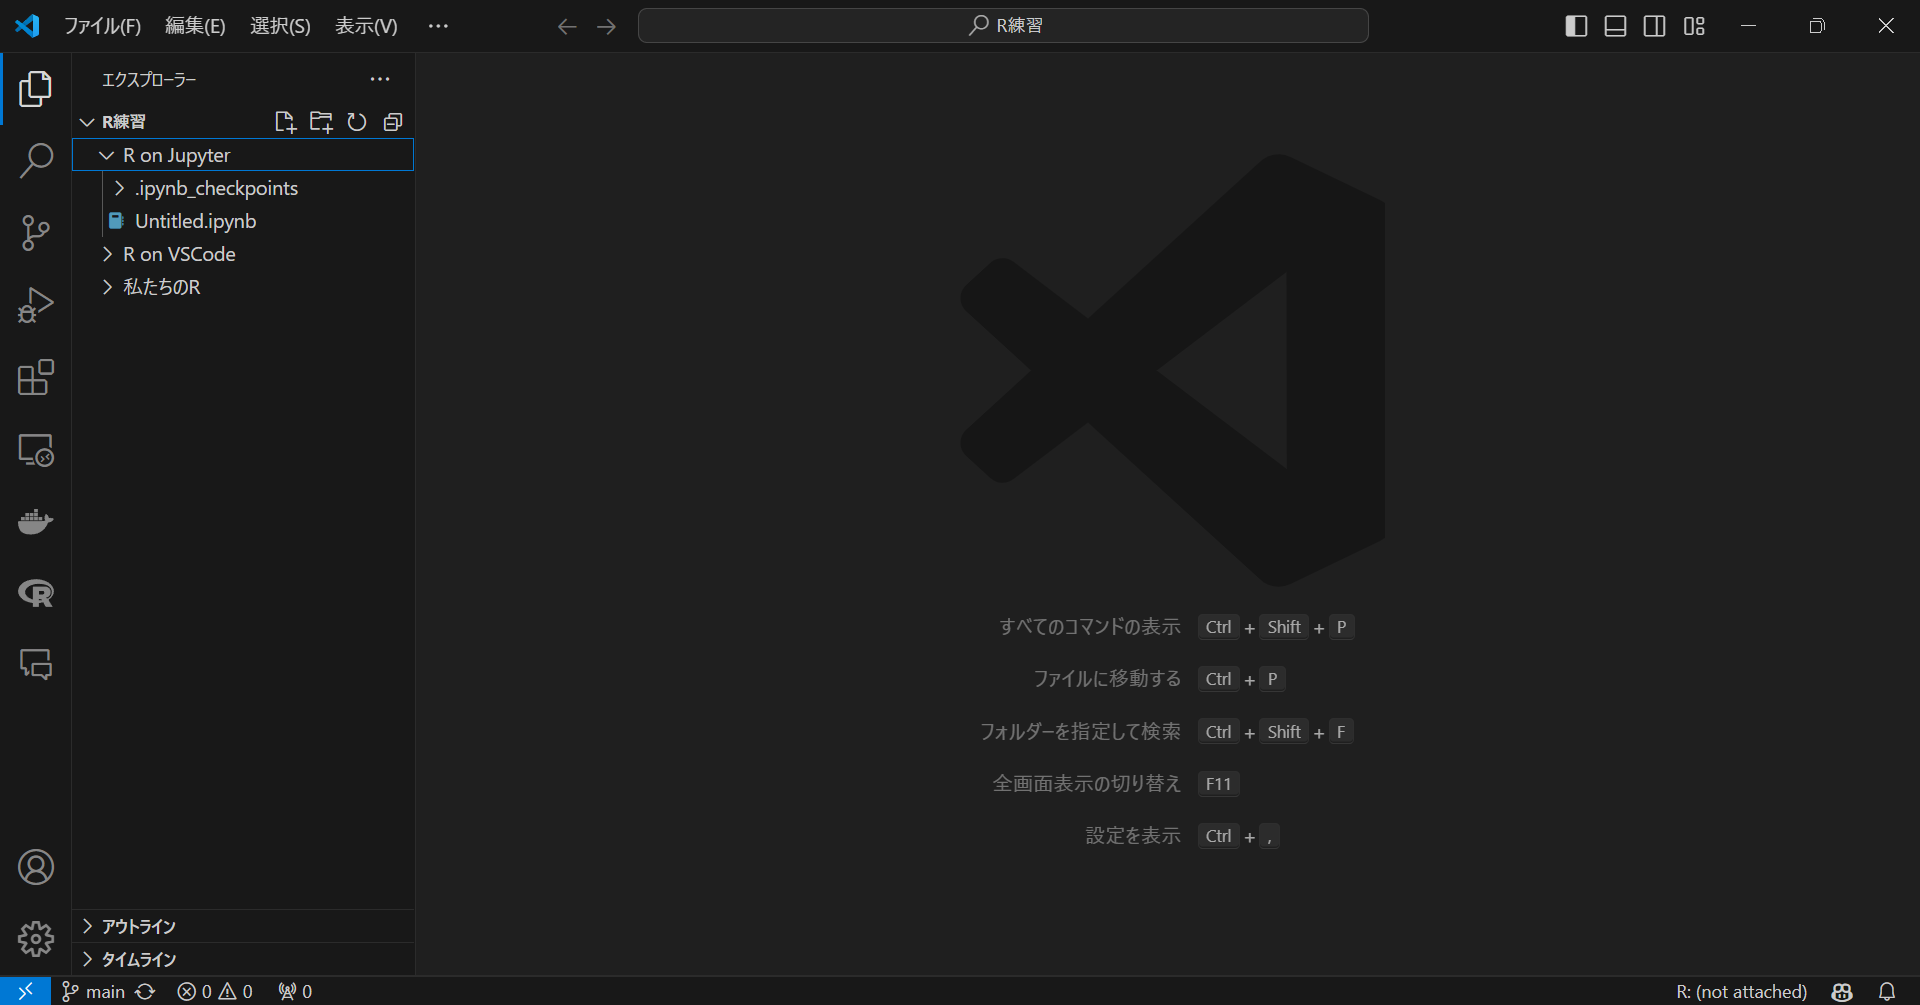 ファイル(F) 編集(E) 選択(S) 表示(V) ··· R練習
エクスプローラー ···
R練習
R on Jupyter
.ipynb_checkpoints
Untitled.ipynb
R on VSCode
私たちのR
すべてのコマンドの表示 Ctrl + Shift + P
ファイルに移動する Ctrl + P
フォルダーを指定して検索 Ctrl + Shift + F
全画面表示の切り替え F11
設定を表示 Ctrl + ,
アウトライン
タイムライン
main 0 0 0 R: (not attached)